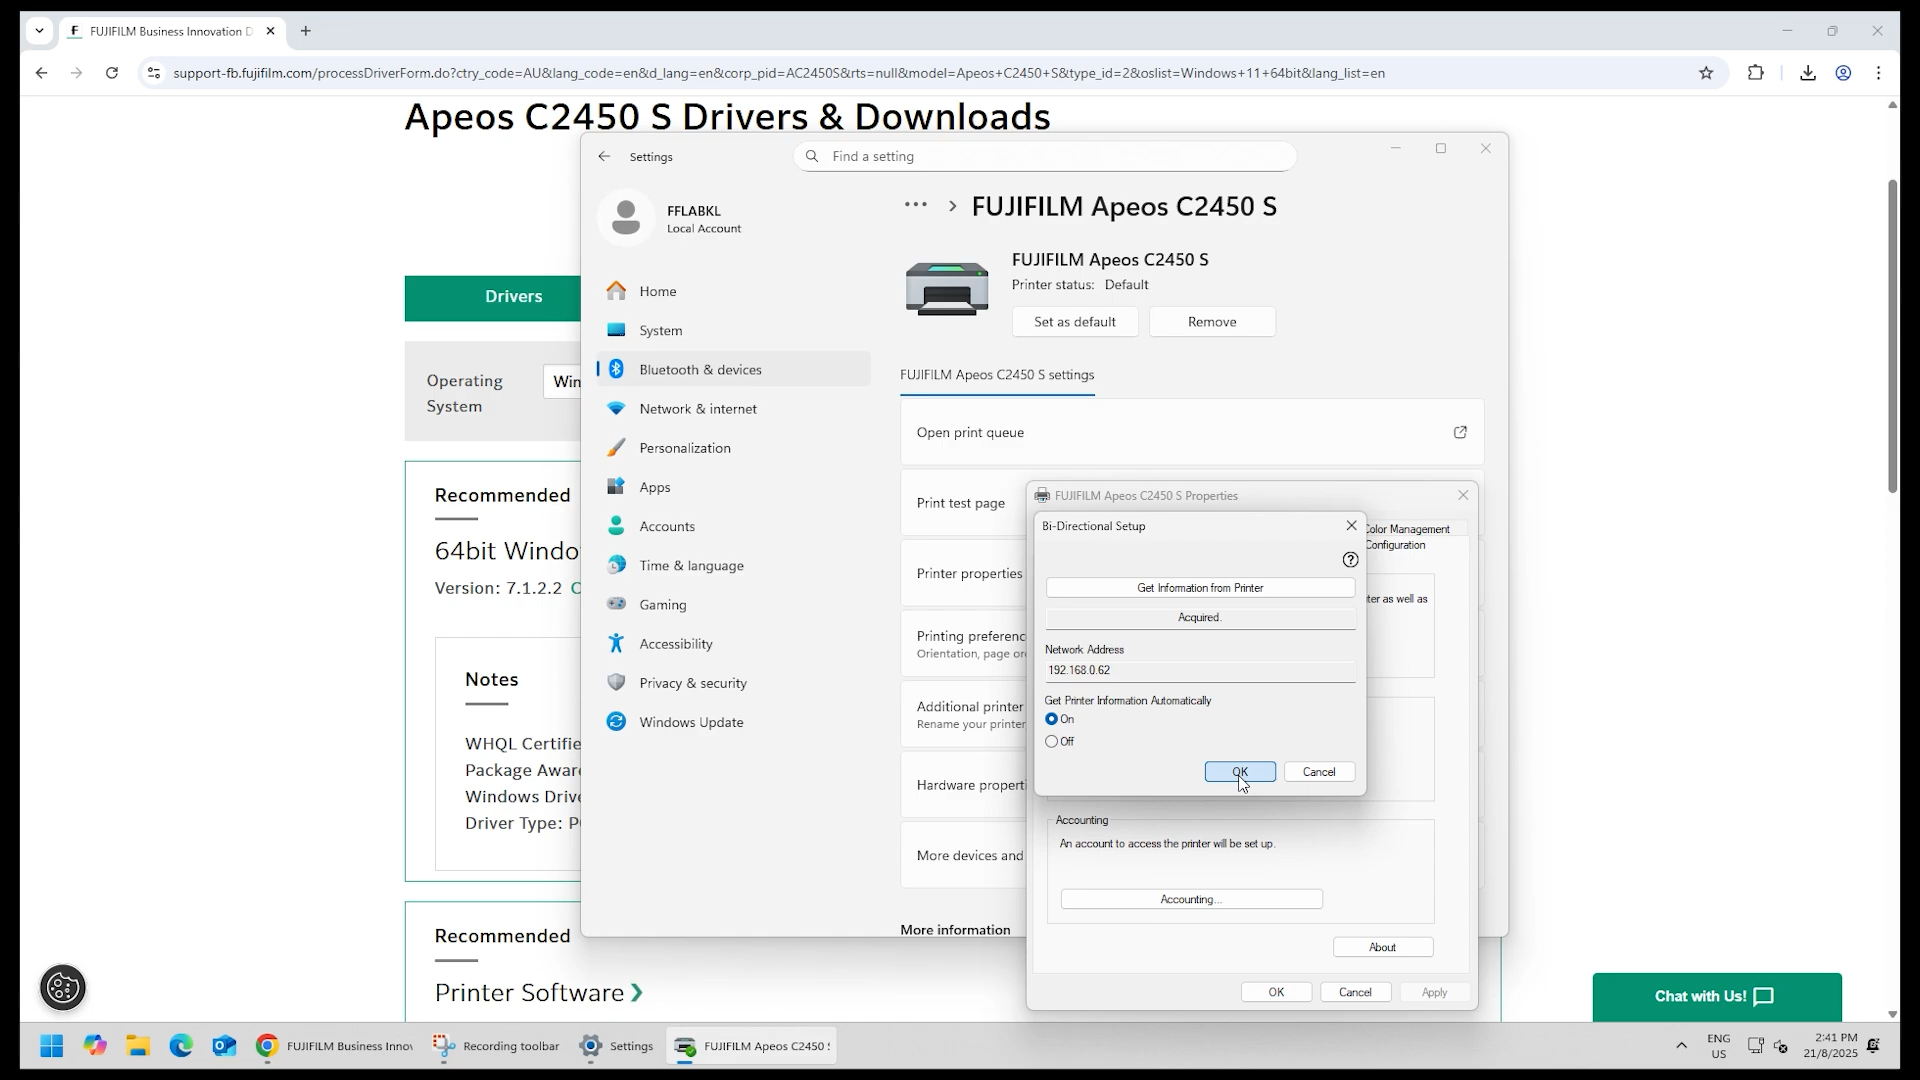 FUJIFILM Business Innovation D
support-fb.fujifilm.com/processDriverForm.do?ctry_code=AU&lang_code=en&d_lang=en&corp_pid=AC2450S&rts=null&model=Apeos+C2450+S&type_id=2&oslist=Windows+11+64bit&lang_list=en
Apeos C2450 S Drivers & Downloads
Drivers
Operating
System
Win
Recommended
64bit Windo
Version: 7.1.2.2
Notes
WHQL Certifie
Package Awar
Windows Drive
Driver Type: P
Recommended
Printer Software
Settings
Find a setting
FFLABKL
Local Account
Home
System
Bluetooth & devices
Network & internet
Personalization
Apps
Accounts
Time & language
Gaming
Accessibility
Privacy & security
Windows Update
FUJIFILM Apeos C2450 S
FUJIFILM Apeos C2450 S
Printer status: Default
Set as default
Remove
FUJIFILM Apeos C2450 S settings
Open print queue
Print test page
Printer properties
Printing preferenc
Orientation, page or
Additional printer
Rename your printer
Hardware properti
More devices and
More information
FUJIFILM Apeos C2450 S Properties
Color Management
Configuration
ter as well as
Bi-Directional Setup
Get Information from Printer
Acquired.
Network Address
192.168.0.62
Get Printer Information Automatically
On
Off
OK
Cancel
Accounting
An account to access the printer will be set up.
Accounting...
About
OK
Cancel
Apply
Chat with Us!
FUJIFILM Business Innov
Recording toolbar
Settings
FUJIFILM Apeos C2450
ENG
US
2:41 PM
21/8/2025